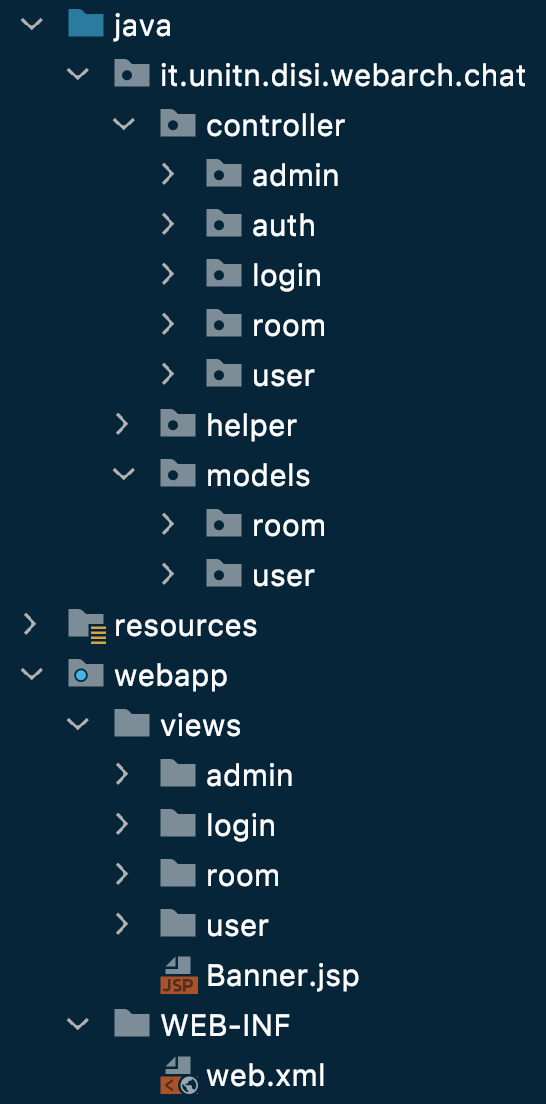 java
it.unitn.disi.webarch.chat
controller
admin
auth
login
room
user
helper
models
room
user
resources
webapp
views
admin
login
room
user
JSP Banner.jsp
WEB-INF
web.xml